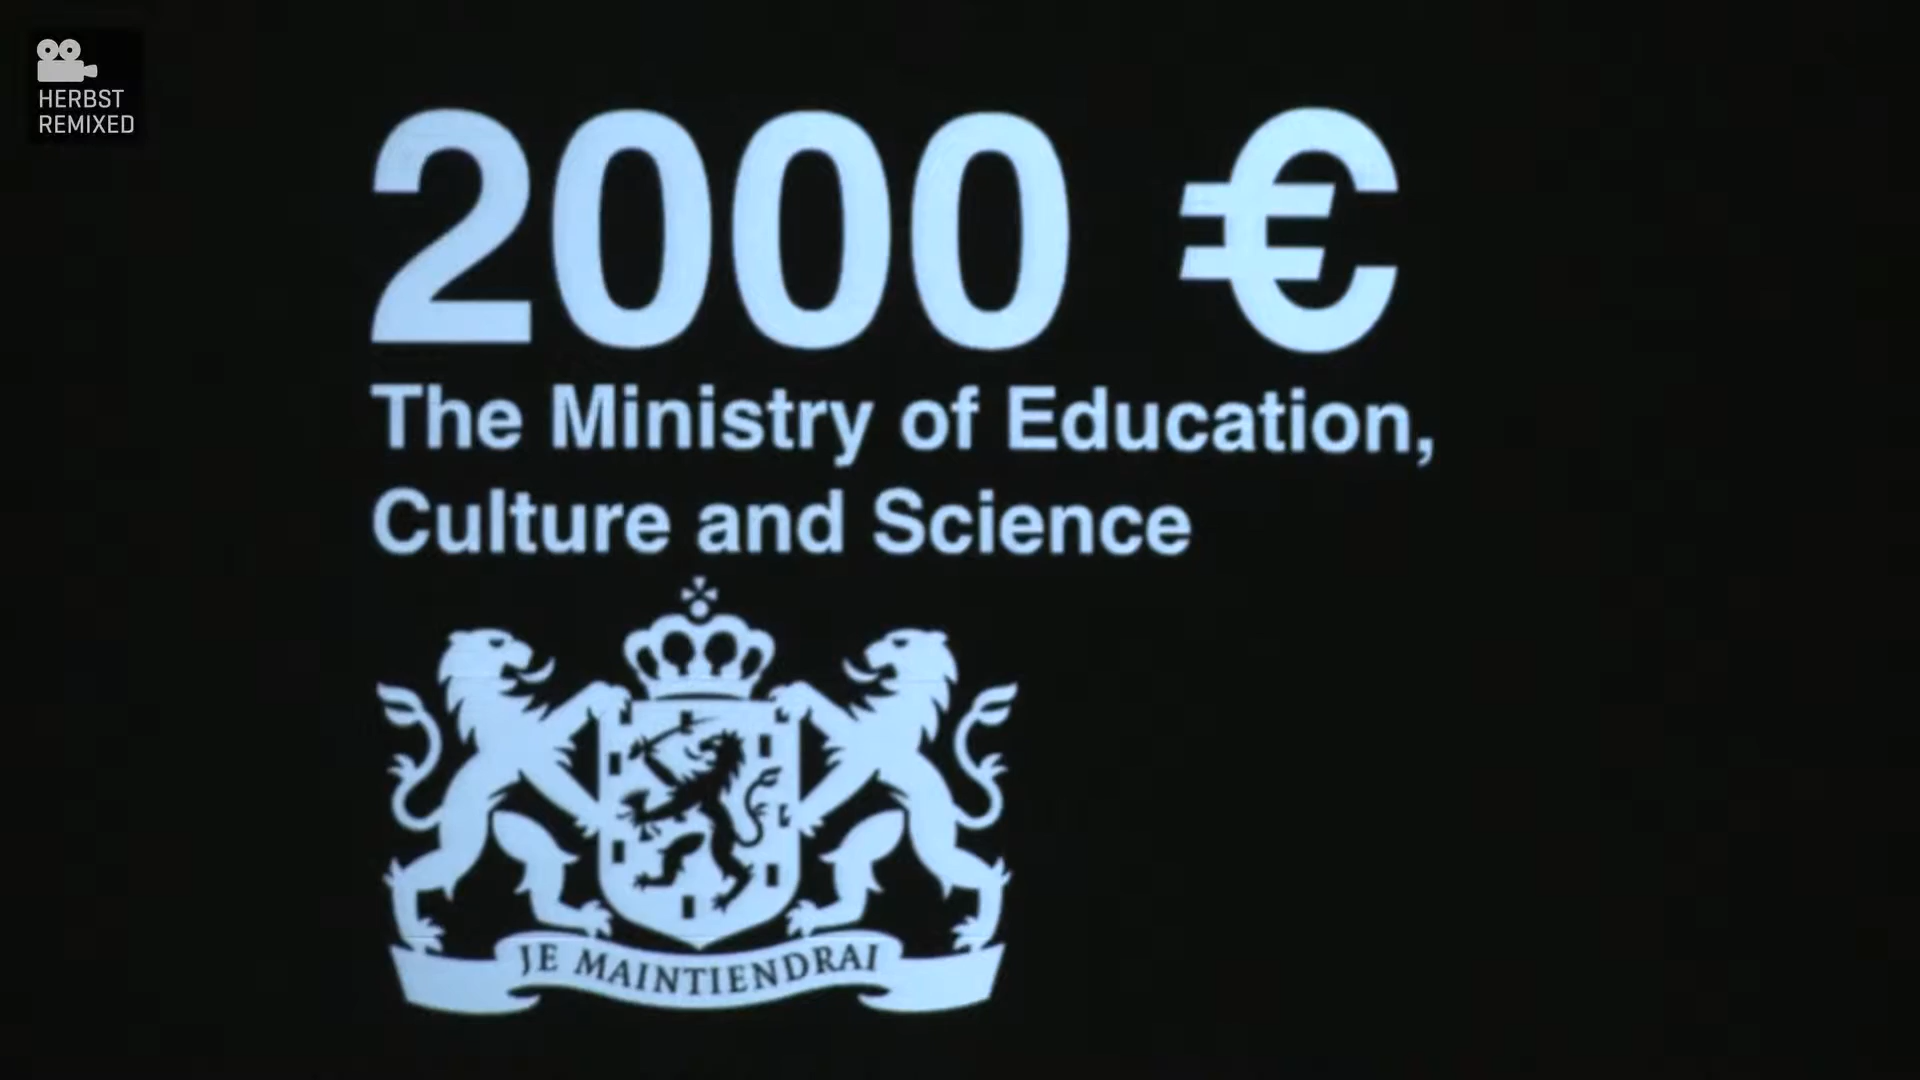 HERBST
REMIXED
2000 €
The Ministry of Education,
Culture and Science
JE MAINTIENDRAI